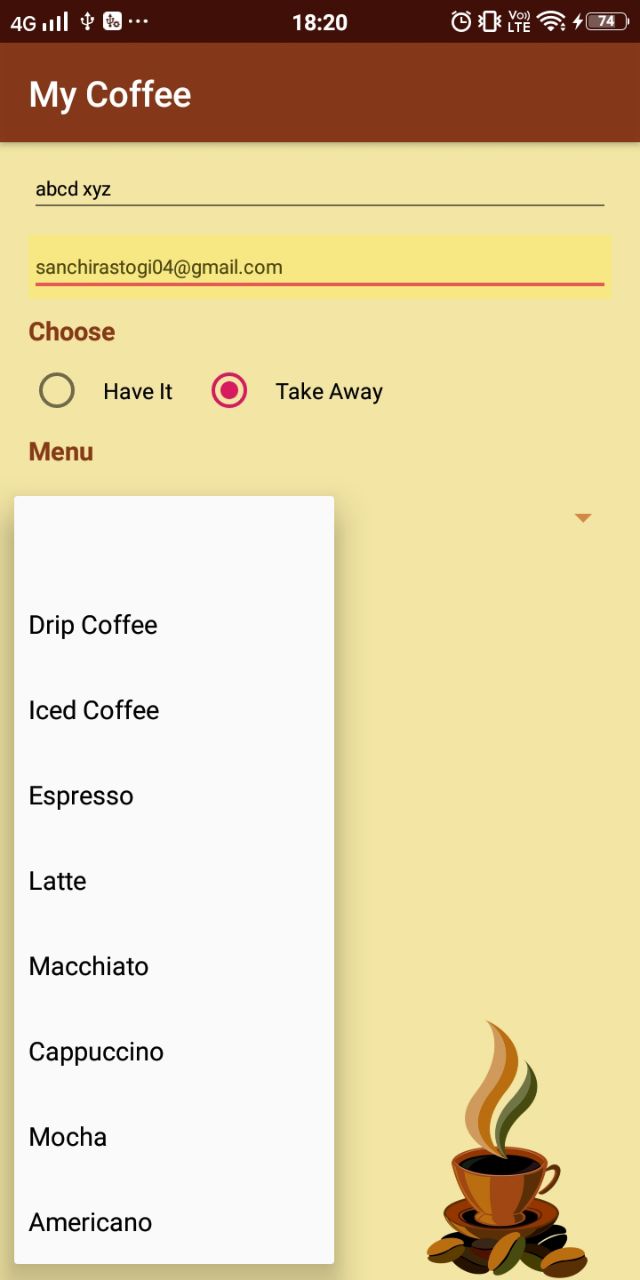 4G 18:20 Vo)) LTE 74
My Coffee
abcd xyz
sanchirastogi04@gmail.com
Choose
Have It Take Away
Menu
Drip Coffee
Iced Coffee
Espresso
Latte
Macchiato
Cappuccino
Mocha
Americano